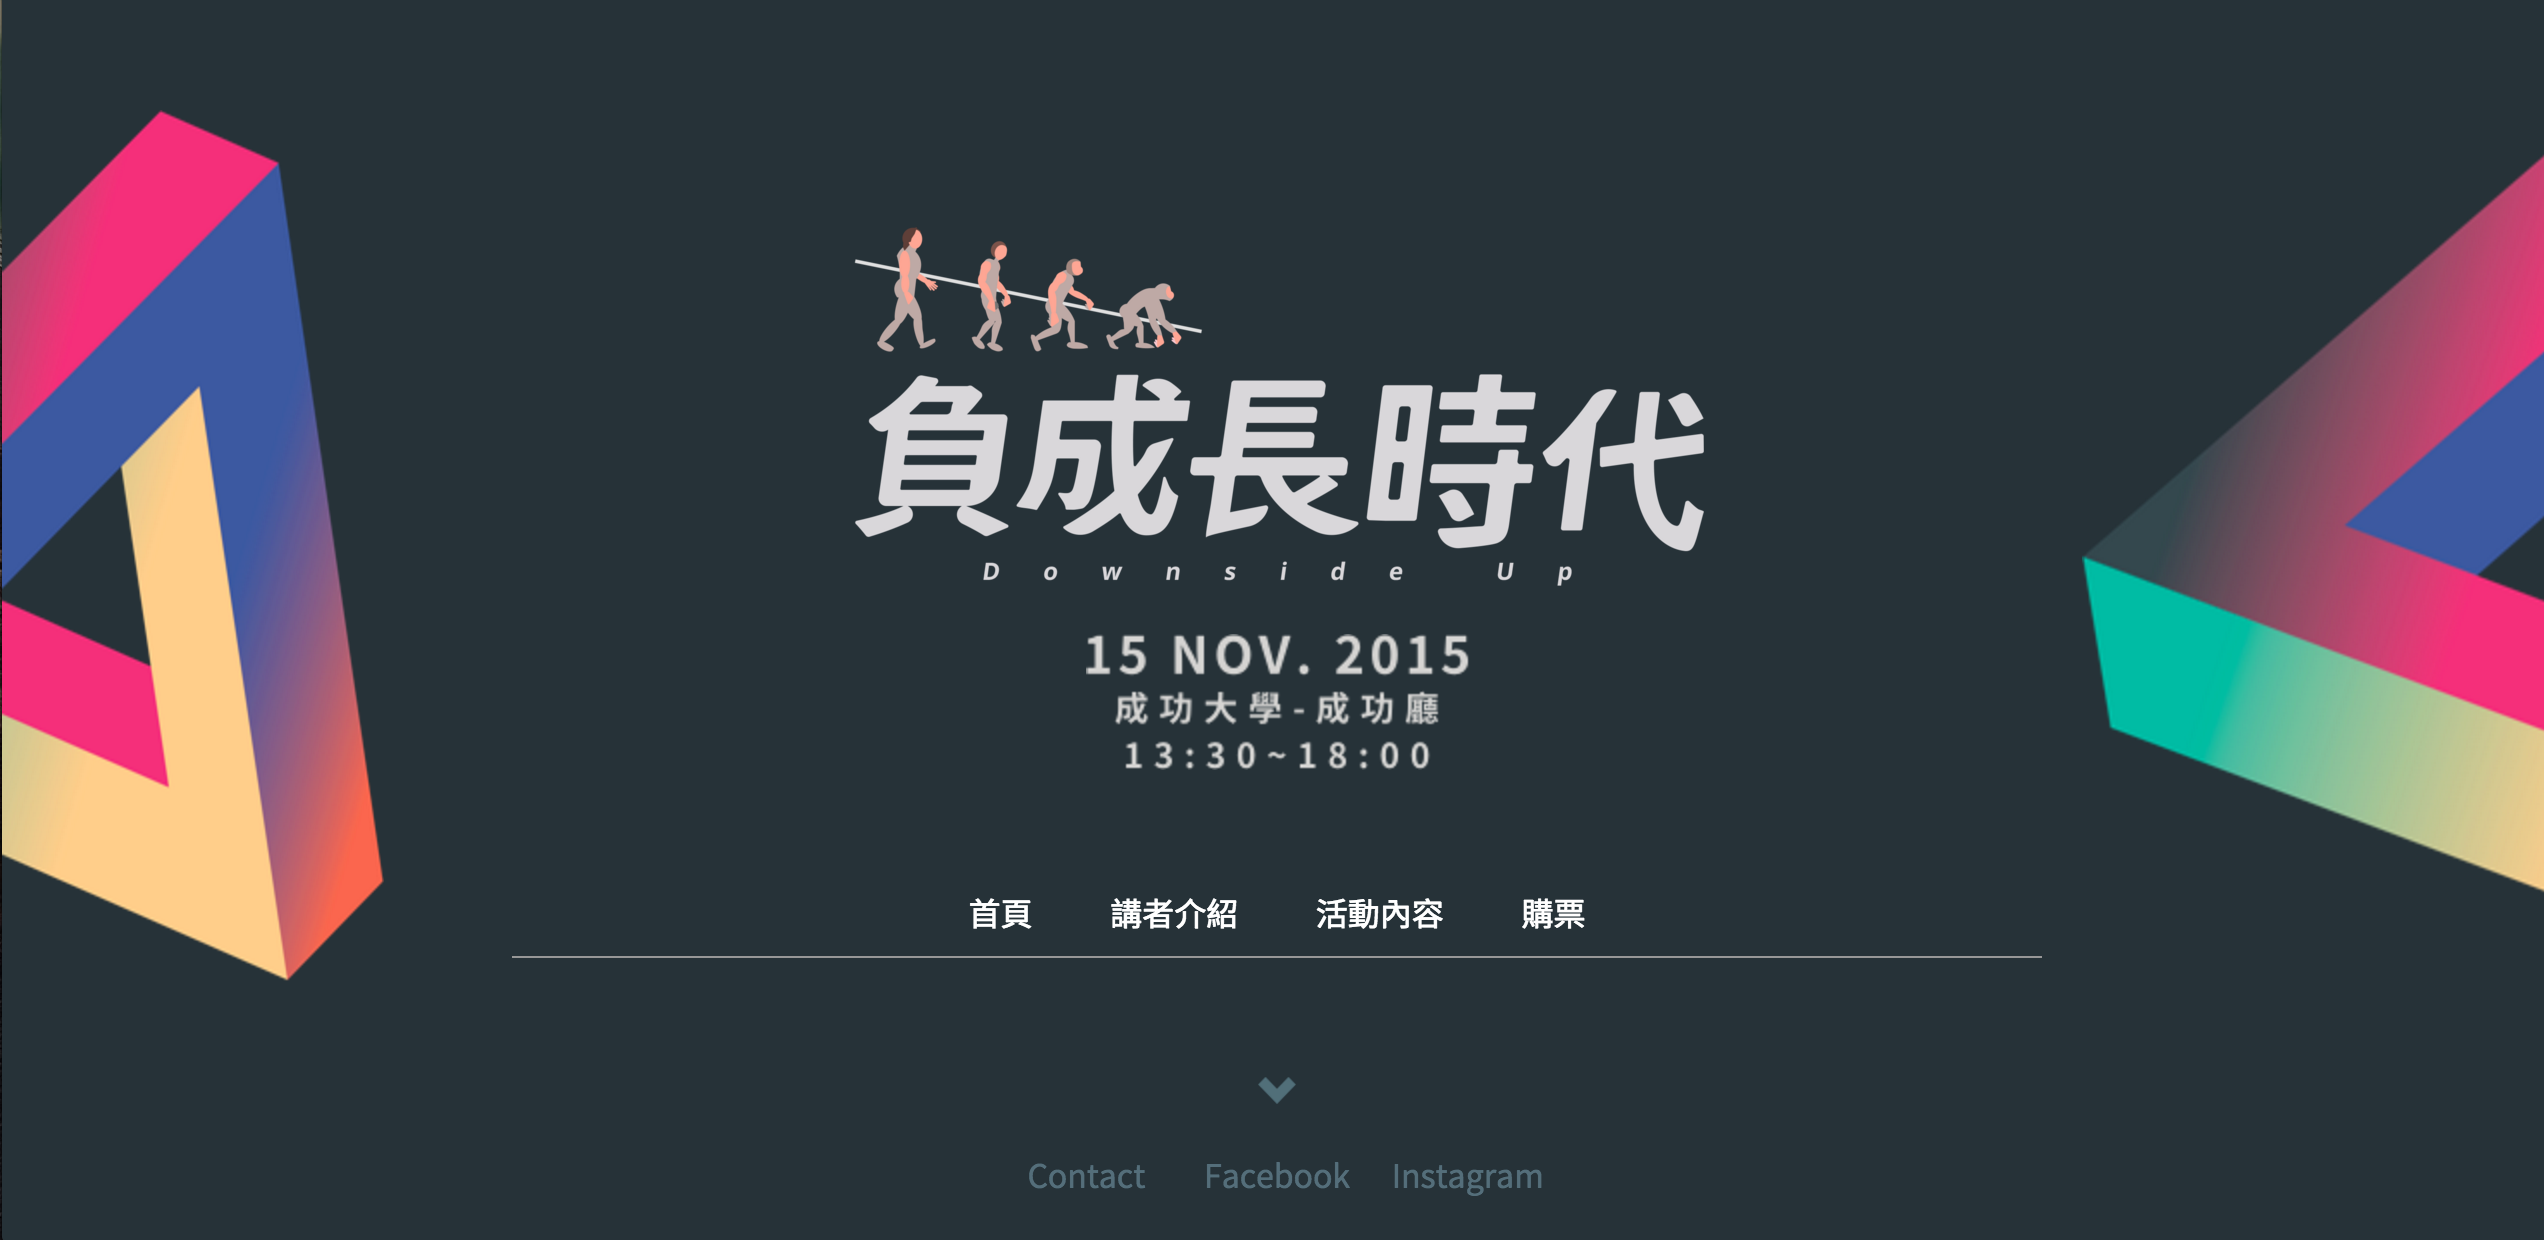 負成長時代
Downside Up
15 NOV. 2015
成功大學-成功廳
13:30~18:00
首頁 講者介紹 活動內容 購票
Contact Facebook Instagram